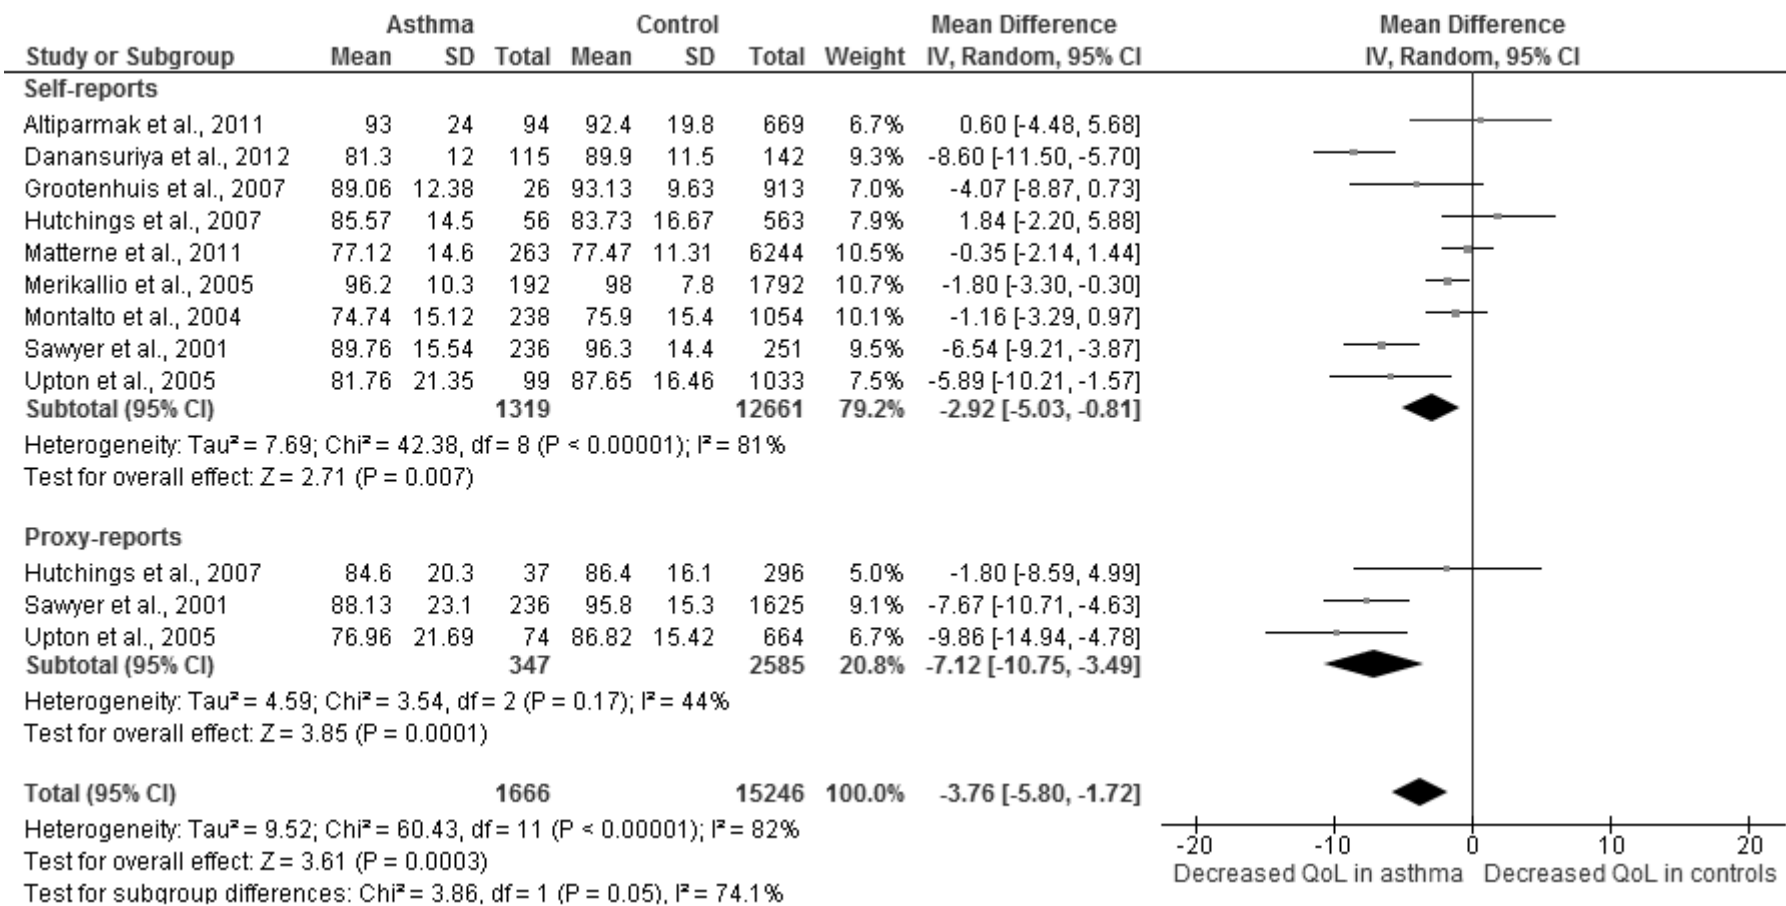 Asthma Control Mean Difference Mean Difference
Study or Subgroup Mean SD Total Mean SD Total Weight IV, Random, 95% CI IV, Random, 95% CI
Self-reports
Altiparmak et al., 2011 93 24 94 92.4 19.8 669 6.7% 0.60 [-4.48, 5.68]
Danansuriya et al., 2012 81.3 12 115 89.9 11.5 142 9.3% -8.60 [-11.50, -5.70]
Grootenhuis et al., 2007 89.06 12.38 26 93.13 9.63 913 7.0% -4.07 [-8.87, 0.73]
Hutchings et al., 2007 85.57 14.5 56 83.73 16.67 563 7.9% 1.84 [-2.20, 5.88]
Matterne et al., 2011 77.12 14.6 263 77.47 11.31 6244 10.5% -0.35 [-2.14, 1.44]
Merikallio et al., 2005 96.2 10.3 192 98 7.8 1792 10.7% -1.80 [-3.30, -0.30]
Montalto et al., 2004 74.74 15.12 238 75.9 15.4 1054 10.1% -1.16 [-3.29, 0.97]
Sawyer et al., 2001 89.76 15.54 236 96.3 14.4 251 9.5% -6.54 [-9.21, -3.87]
Upton et al., 2005 81.76 21.35 99 87.65 16.46 1033 7.5% -5.89 [-10.21, -1.57]
Subtotal (95% CI) 1319 12661 79.2% -2.92 [-5.03, -0.81]
Heterogeneity: Tau² = 7.69; Chi² = 42.38, df = 8 (P < 0.00001); I² = 81%
Test for overall effect: Z = 2.71 (P = 0.007)
Proxy-reports
Hutchings et al., 2007 84.6 20.3 37 86.4 16.1 296 5.0% -1.80 [-8.59, 4.99]
Sawyer et al., 2001 88.13 23.1 236 95.8 15.3 1625 9.1% -7.67 [-10.71, -4.63]
Upton et al., 2005 76.96 21.69 74 86.82 15.42 664 6.7% -9.86 [-14.94, -4.78]
Subtotal (95% CI) 347 2585 20.8% -7.12 [-10.75, -3.49]
Heterogeneity: Tau² = 4.59; Chi² = 3.54, df = 2 (P = 0.17); I² = 44%
Test for overall effect: Z = 3.85 (P = 0.0001)
Total (95% CI) 1666 15246 100.0% -3.76 [-5.80, -1.72]
Heterogeneity: Tau² = 9.52; Chi² = 60.43, df = 11 (P < 0.00001); I² = 82%
Test for overall effect: Z = 3.61 (P = 0.0003)
Test for subgroup differences: Chi² = 3.86, df = 1 (P = 0.05), I² = 74.1%
-20 -10 0 10 20
Decreased QoL in asthma Decreased QoL in controls